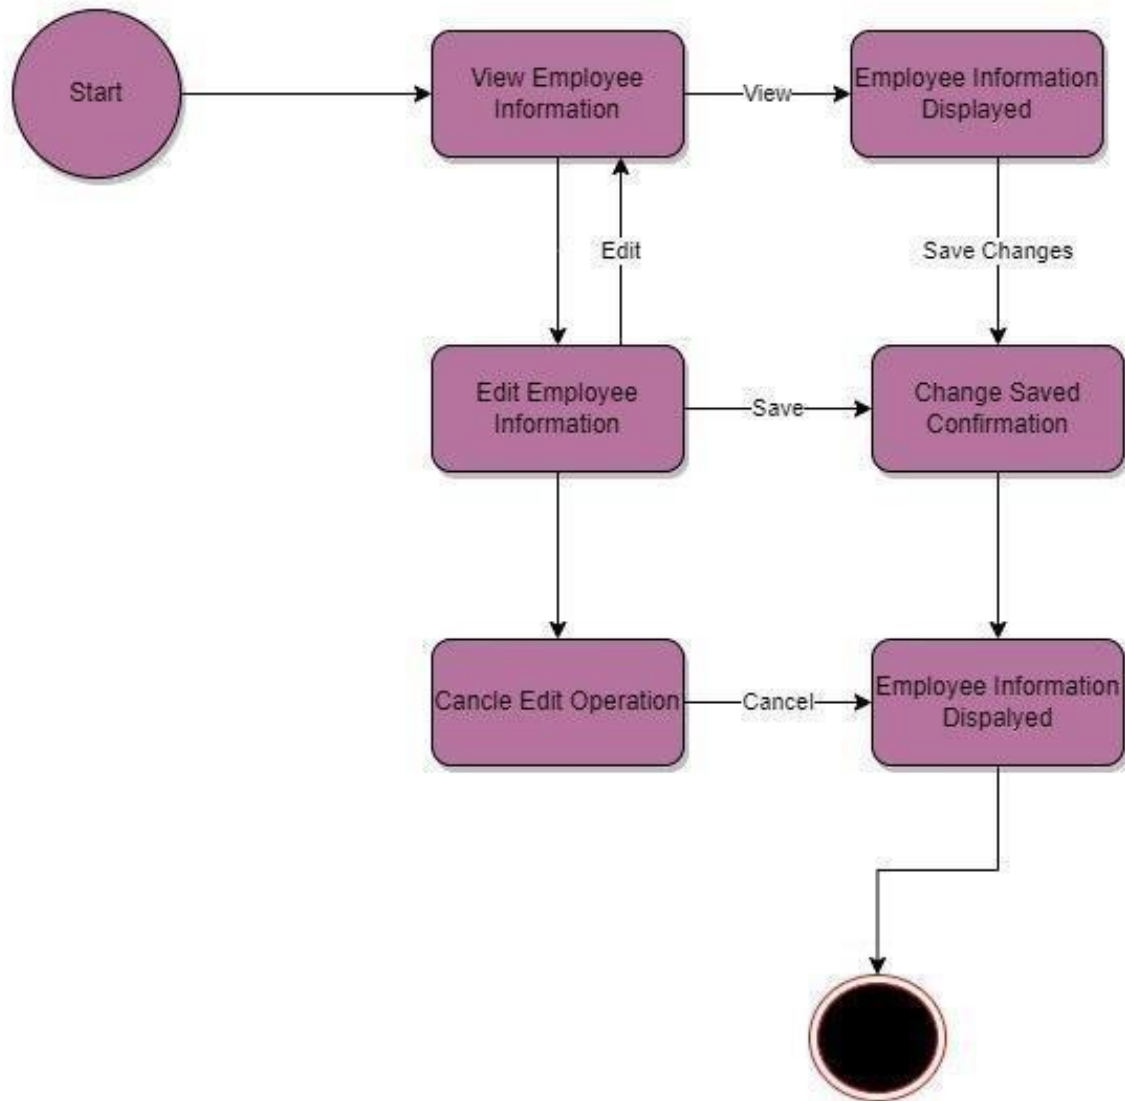 Start
View Employee
Information
View
Employee Information
Displayed
Edit
Save Changes
Edit Employee
Information
Save
Change Saved
Confirmation
Cancle Edit Operation
Cancel
Employee Information
Dispalyed